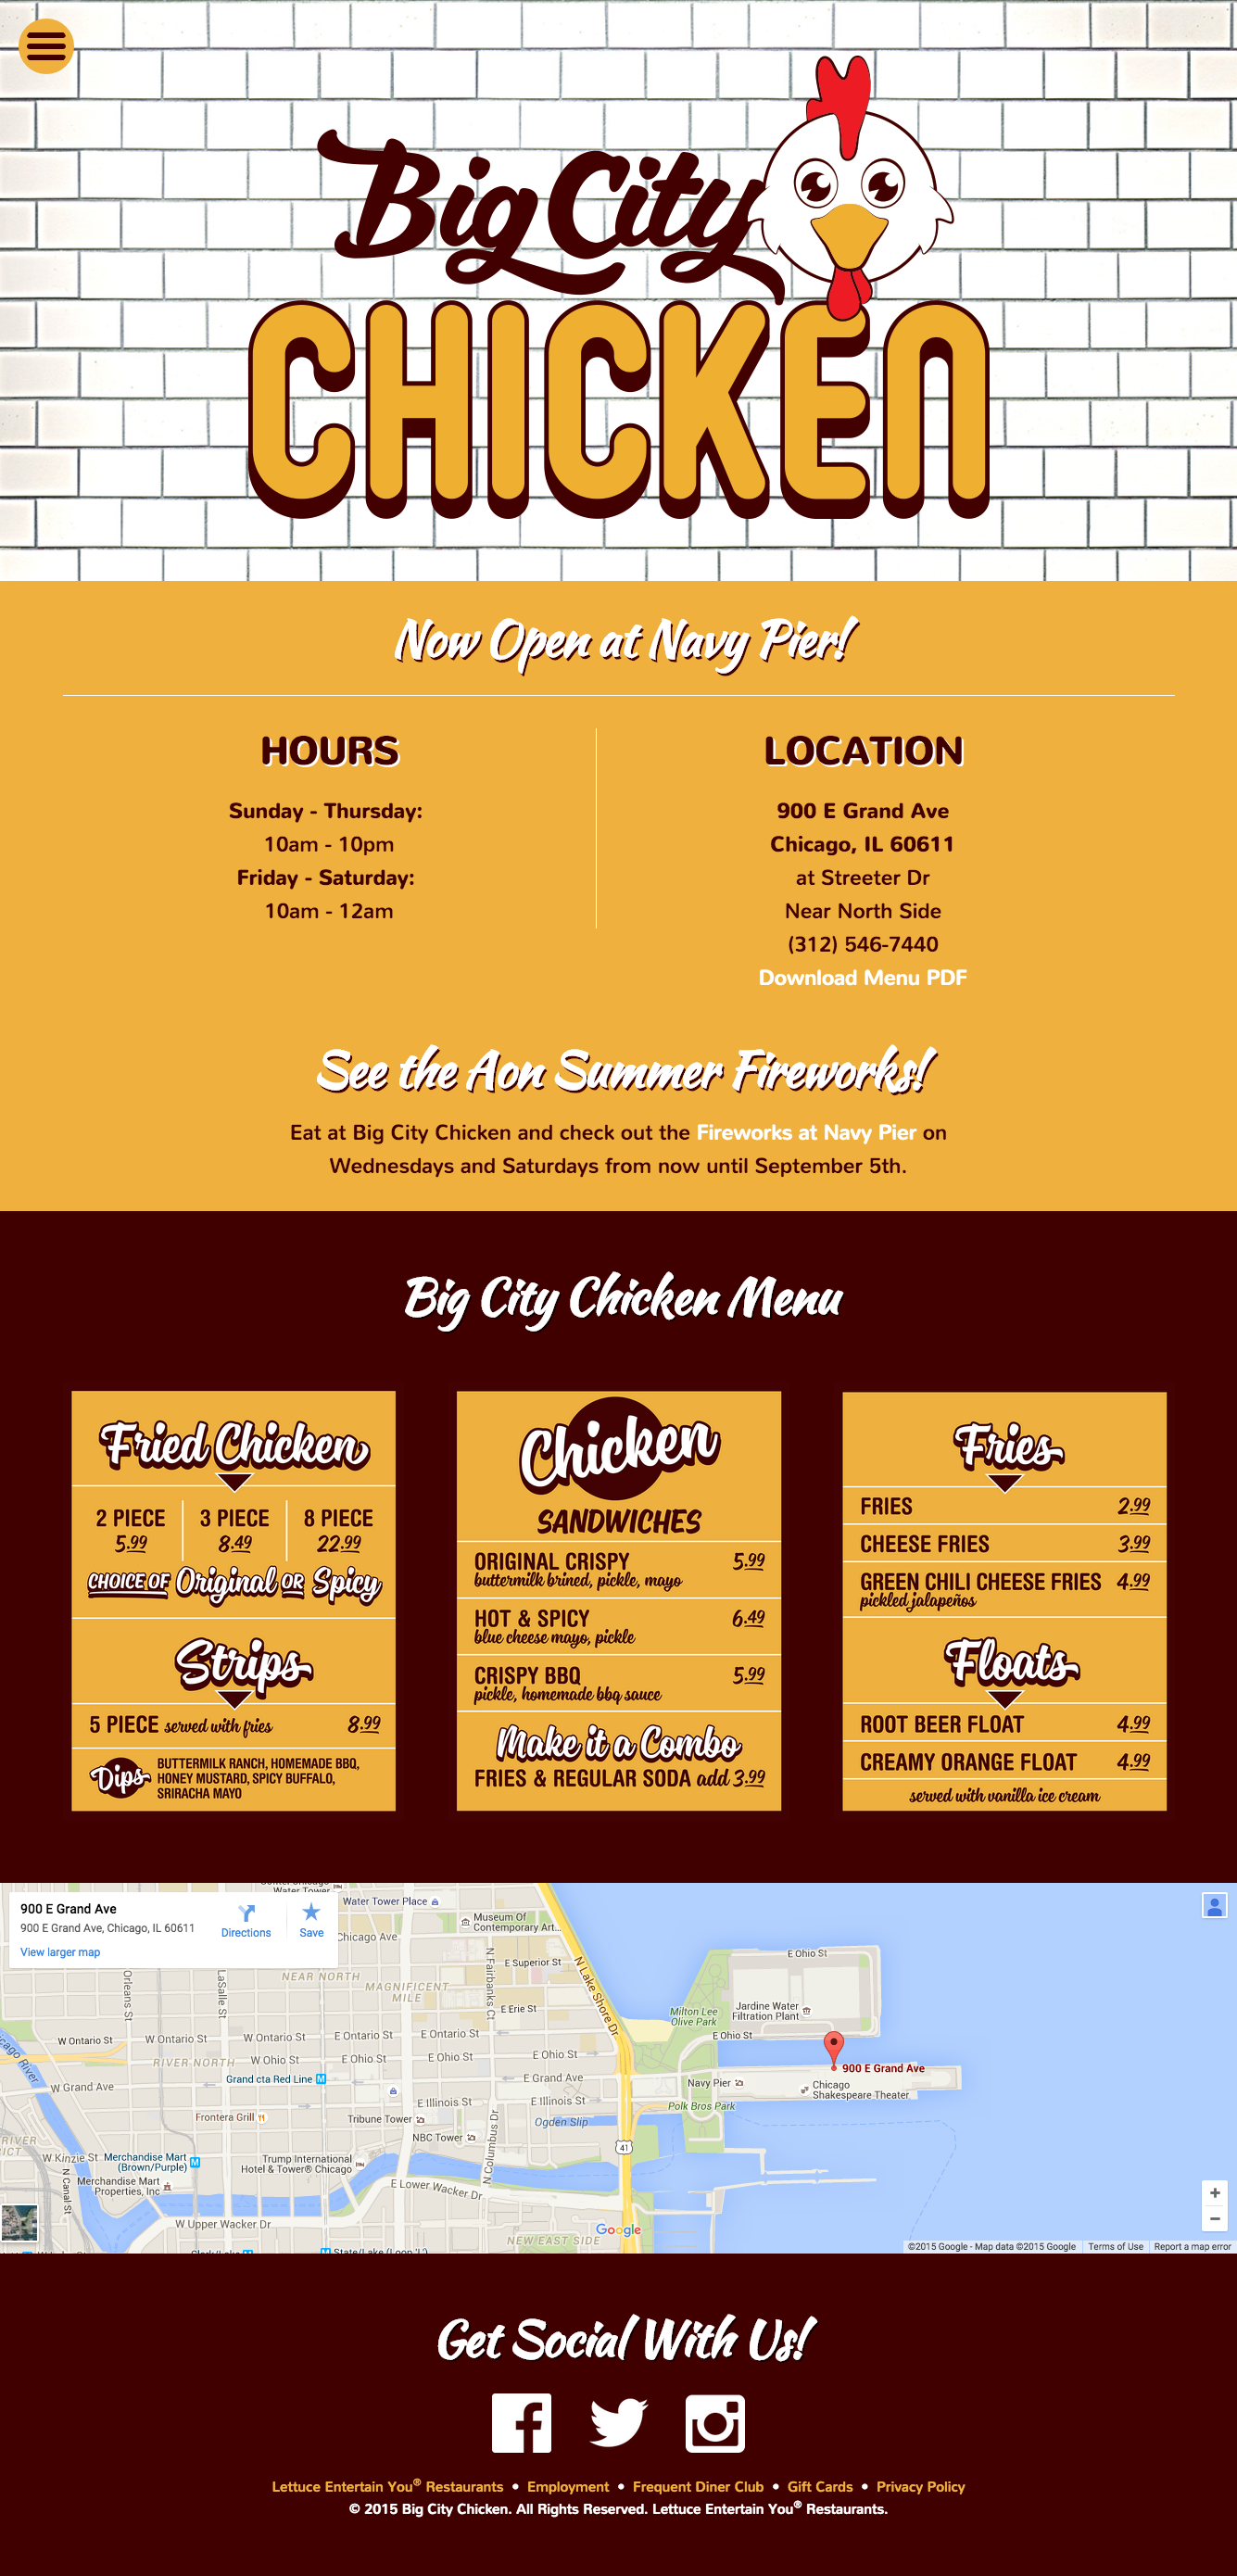 Big City
CHICKEN
Now Open at Navy Pier!
HOURS
Sunday - Thursday:
10am - 10pm
Friday - Saturday:
10am - 12am
LOCATION
900 E Grand Ave
Chicago, IL 60611
at Streeter Dr
Near North Side
(312) 546-7440
Download Menu PDF
See the Aon Summer Fireworks!
Eat at Big City Chicken and check out the Fireworks at Navy Pier on
Wednesdays and Saturdays from now until September 5th.
Big City Chicken Menu
Fried Chicken
2 PIECE 3 PIECE 8 PIECE
5.99 8.49 22.99
CHOICE OF Original OR Spicy
Strips
5 PIECE served with fries 8.99
Dips
BUTTERMILK RANCH, HOMEMADE BBQ,
HONEY MUSTARD, SPICY BUFFALO,
SRIRACHA MAYO
Chicken
SANDWICHES
ORIGINAL CRISPY 5.99
buttermilk brined, pickle, mayo
HOT & SPICY 6.49
blue cheese mayo, pickle
CRISPY BBQ 5.99
pickle, homemade bbq sauce
Make it a Combo
FRIES & REGULAR SODA add 3.99
Fries
FRIES 2.99
CHEESE FRIES 3.99
GREEN CHILI CHEESE FRIES 4.99
pickled jalapeños
Floats
ROOT BEER FLOAT 4.99
CREAMY ORANGE FLOAT 4.99
served with vanilla ice cream
900 E Grand Ave
900 E Grand Ave, Chicago, IL 60611
View larger map
Directions
Save
Water Tower Place
Museum Of
Contemporary Art...
Chicago Ave
E Superior St
N Fairbanks Ct
N Lake Shore Dr
E Ohio St
Orleans St
LaSalle St
NEAR NORTH
MAGNIFICENT
MILE
E Erie St
Milton Lee
Olive Park
Jardine Water
Filtration Plant
W Ontario St
W Ontario St
W Ontario St
E Ontario St
E Ontario St
E Ohio St
RIVER NORTH
W Ohio St
E Ohio St
E Ohio St
E Ohio St
900 E Grand Ave
W Grand Ave
Grand cta Red Line
E Grand Ave
Navy Pier
Chicago
Shakespeare Theater
Polk Bros Park
Frontera Grill
Tribune Tower
E Illinois St
E Illinois St
Ogden Slip
NBC Tower
N Columbus Dr
41
W Kinzie St
Merchandise Mart
(Brown/Purple)
Trump International
Hotel & Tower® Chicago
Merchandise Mart
Properties, Inc
N Canal St
E Lower Wacker Dr
W Upper Wacker Dr
Google
NEW EAST SIDE
State/Lake (Loop 'L')
©2015 Google - Map data ©2015 Google
Terms of Use
Report a map error
Get Social With Us!
Lettuce Entertain You® Restaurants • Employment • Frequent Diner Club • Gift Cards • Privacy Policy
© 2015 Big City Chicken. All Rights Reserved. Lettuce Entertain You® Restaurants.